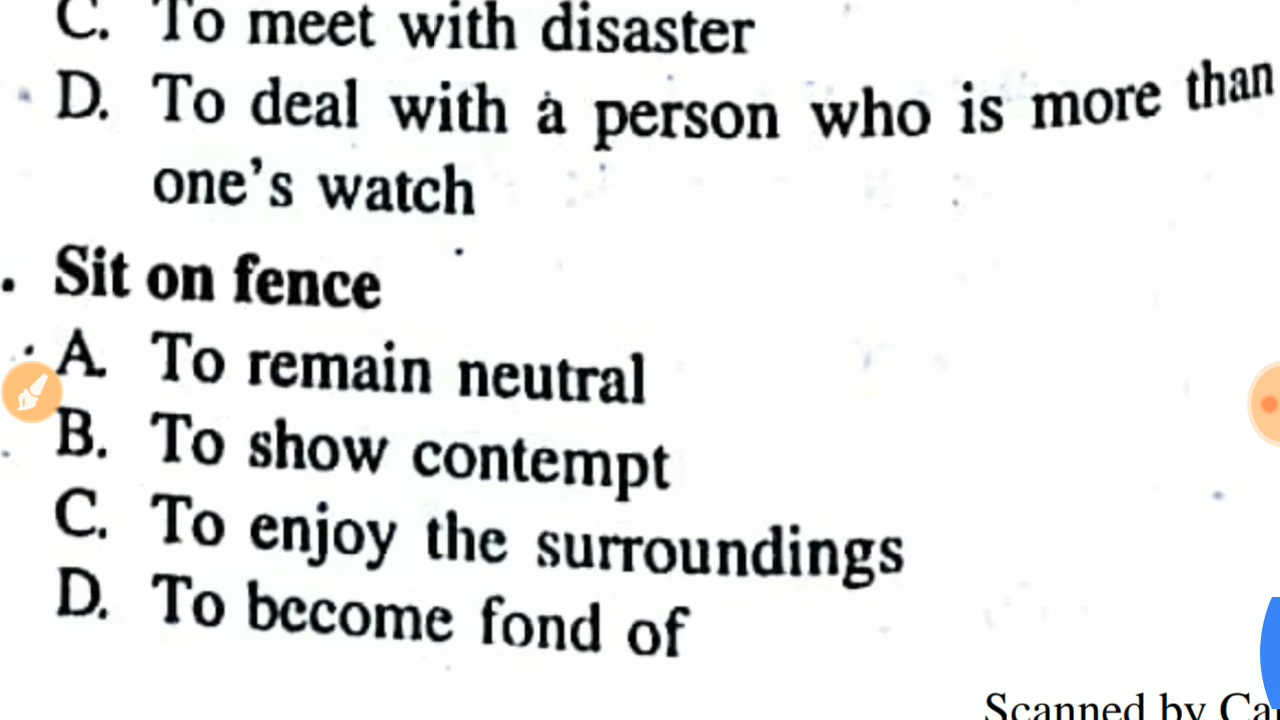 C. To meet with disaster
D. To deal with a person who is more than
one's watch
. Sit on fence
A. To remain neutral
B. To show contempt
C. To enjoy the surroundings
D. To become fond of
Scanned by